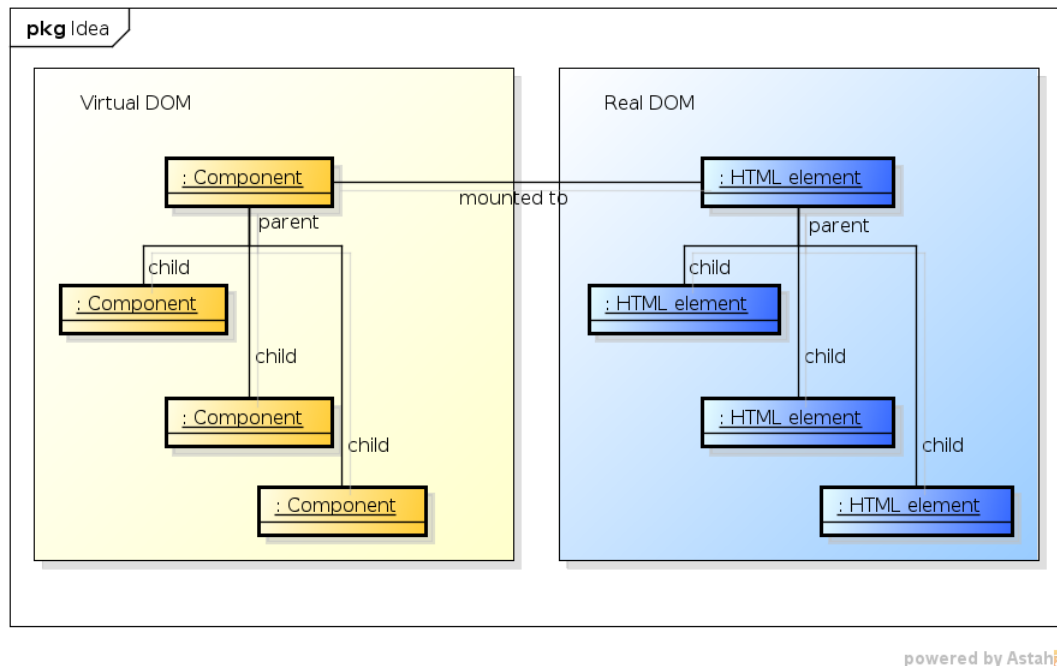 pkg Idea
Virtual DOM
Real DOM
: Component
: HTML element
mounted to
parent
parent
child
child
: Component
: HTML element
child
child
: Component
: HTML element
child
child
: Component
: HTML element
powered by Astah